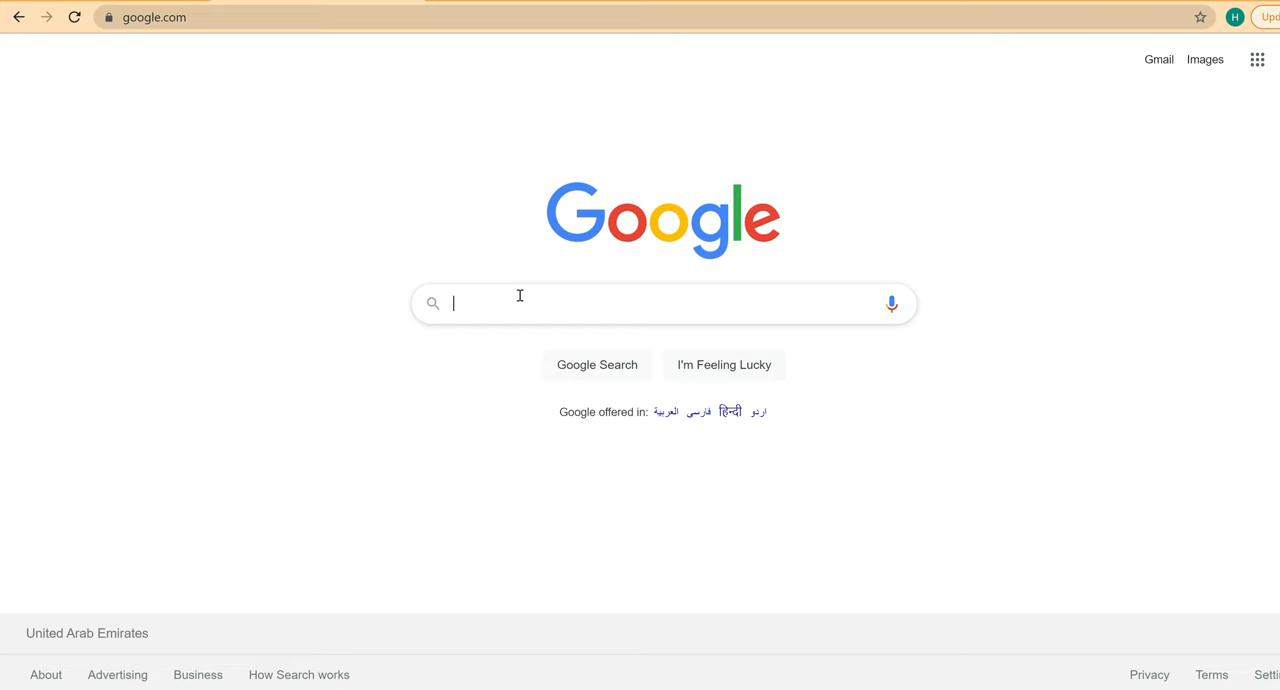 google.com
H
Upd
Gmail Images
Google
Google Search I'm Feeling Lucky
Google offered in: العربية فارسی हिन्दी اردو
United Arab Emirates
About Advertising Business How Search works Privacy Terms Setti